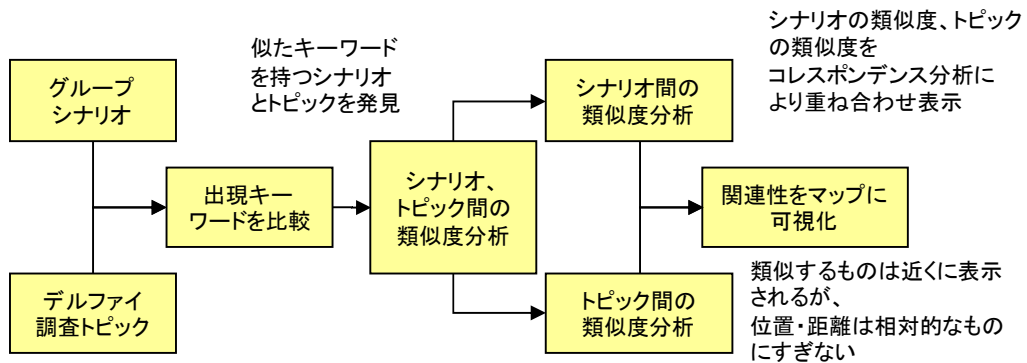 グループ
シナリオ
デルファイ
調査トピック
出現キー
ワードを比較
似たキーワード
を持つシナリオ
とトピックを発見
シナリオ、
トピック間の
類似度分析
シナリオ間の
類似度分析
トピック間の
類似度分析
シナリオの類似度、トピック
の類似度を
コレスポンデンス分析に
より重ね合わせ表示
関連性をマップに
可視化
類似するものは近くに表示
されるが、
位置・距離は相対的なもの
にすぎない